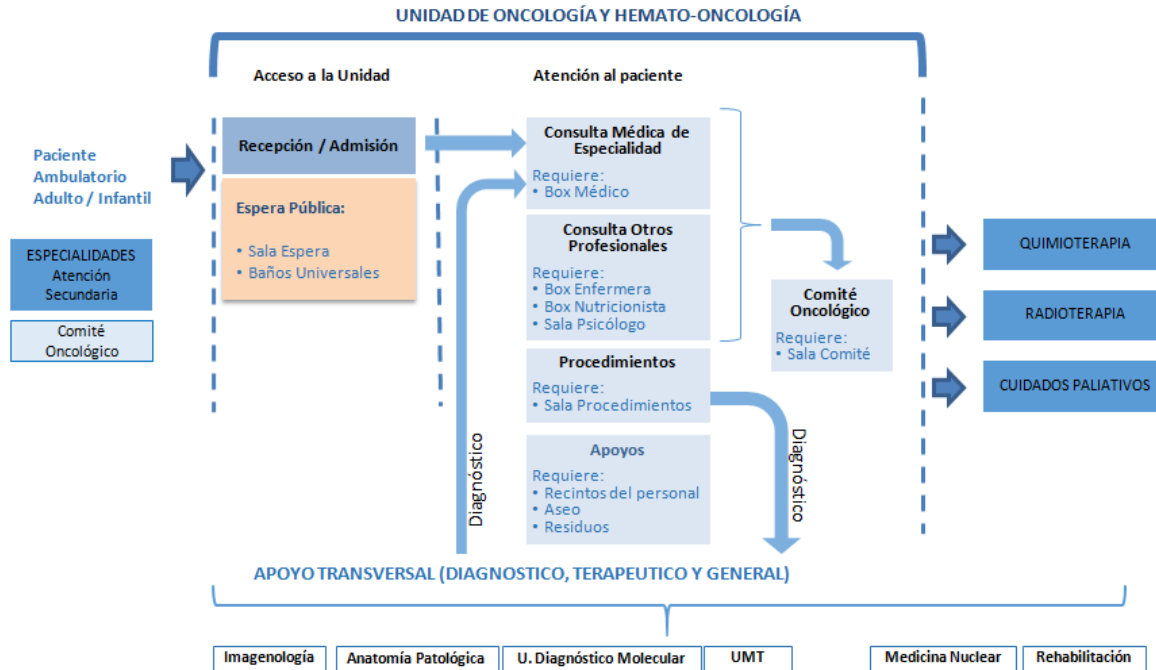 UNIDAD DE ONCOLOGÍA Y HEMATO-ONCOLOGÍA
Acceso a la Unidad
Atención al paciente
Paciente
Ambulatorio
Adulto / Infantil
ESPECIALIDADES
Atención
Secundaria
Comité
Oncológico
Recepción / Admisión
Espera Pública:
• Sala Espera
• Baños Universales
Consulta Médica de
Especialidad
Requiere:
• Box Médico
Consulta Otros
Profesionales
Requiere:
• Box Enfermera
• Box Nutricionista
• Sala Psicólogo
Procedimientos
Requiere:
• Sala Procedimientos
Apoyos
Requiere:
• Recintos del personal
• Aseo
• Residuos
Diagnóstico
Diagnóstico
Comité
Oncológico
Requiere:
• Sala Comité
QUIMIOTERAPIA
RADIOTERAPIA
CUIDADOS PALIATIVOS
APOYO TRANSVERSAL (DIAGNOSTICO, TERAPEUTICO Y GENERAL)
Imagenología
Anatomía Patológica
U. Diagnóstico Molecular
UMT
Medicina Nuclear
Rehabilitación